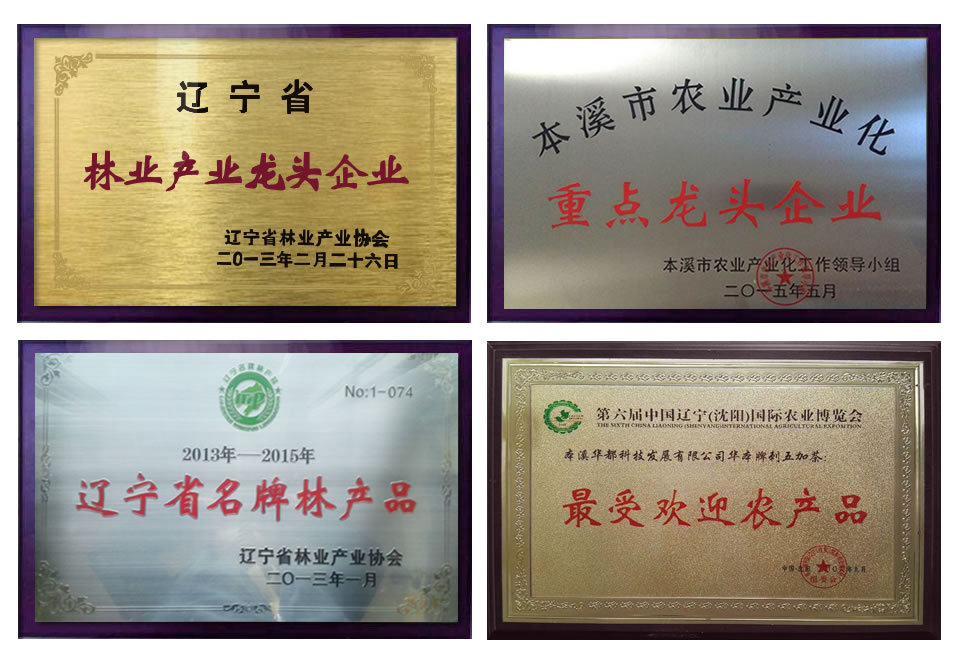 辽宁省
林业产业龙头企业
辽宁省林业产业协会
二〇一三年二月二十六日
本溪市农业产业化
重点龙头企业
本溪市农业产业化工作领导小组
二〇一五年五月
No:1-074
2013年—2015年
辽宁省名牌林产品
辽宁省林业产业协会
二〇一三年一月
第六届中国辽宁(沈阳)国际农业博览会
THE SIXTH CHINA LIAONING (SHENYANG)INTERNATIONAL AGRICULTURAL EXPOSITION
本溪华都科技发展有限公司华本牌刺五加茶:
最受欢迎农产品
组委会